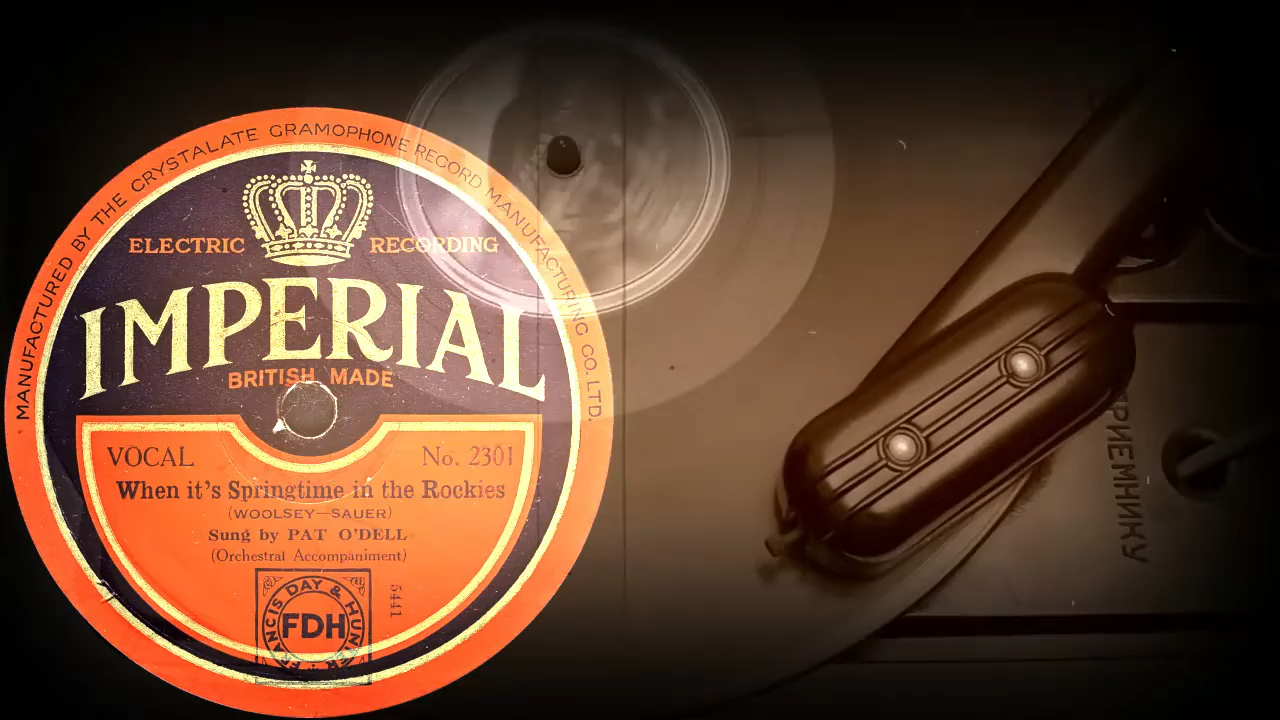 MANUFACTURED BY THE CRYSTALATE GRAMOPHONE RECORD MANUFACTURING CO. LTD.
ELECTRIC RECORDING
IMPERIAL
BRITISH MADE
VOCAL No. 2301
When it's Springtime in the Rockies
(WOOLSEY—SAUER)
Sung by PAT O'DELL
(Orchestral Accompaniment)
5441
FRANCIS DAY & HUNTER
FDH
ПРИЕМНИКУ